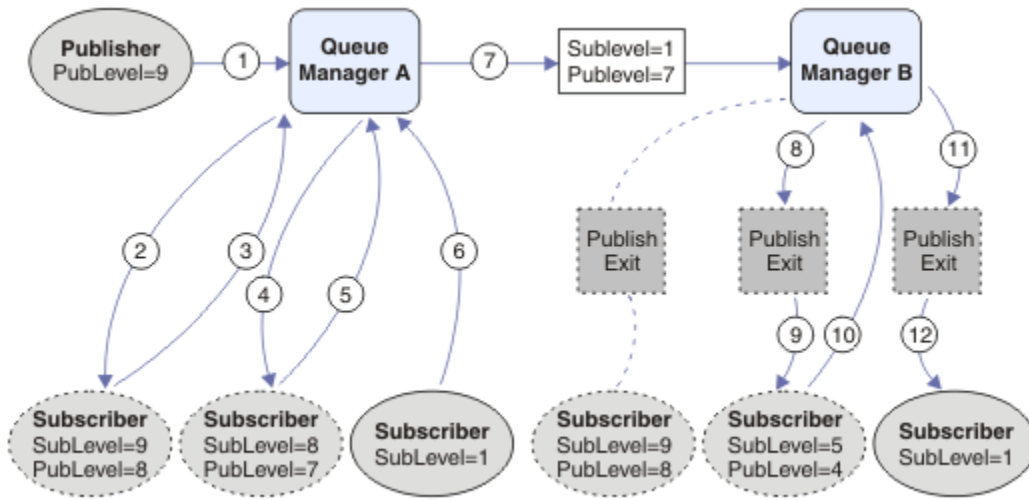 Publisher
PubLevel=9
1
Queue
Manager A
7
Sublevel=1
Publevel=7
Queue
Manager B
8
11
2
3
4
5
6
Publish
Exit
Publish
Exit
Publish
Exit
9
10
12
Subscriber
SubLevel=9
PubLevel=8
Subscriber
SubLevel=8
PubLevel=7
Subscriber
SubLevel=1
Subscriber
SubLevel=9
PubLevel=8
Subscriber
SubLevel=5
PubLevel=4
Subscriber
SubLevel=1